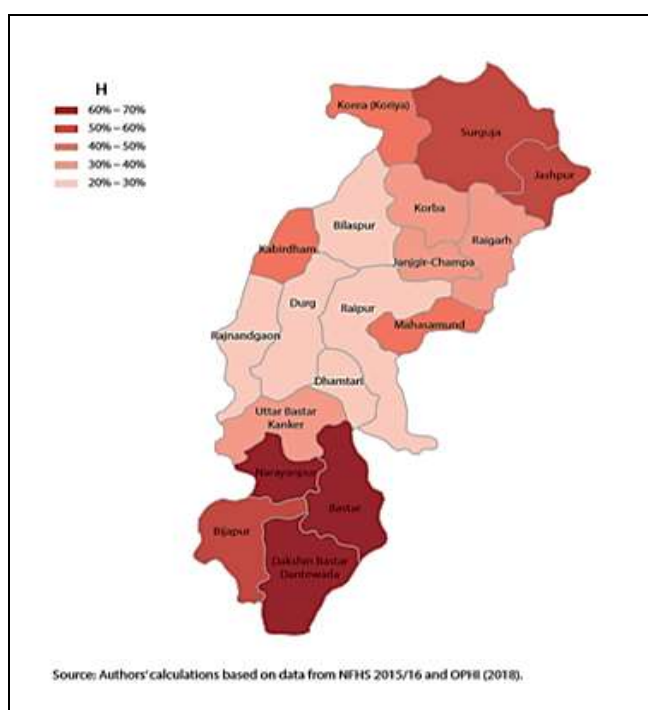 H
60% – 70%
50% – 60%
40% – 50%
30% – 40%
20% – 30%
Korea (Koriya)
Surguja
Jashpur
Korba
Bilaspur
Raigarh
Kabirdham
Janjgir-Champa
Durg
Raipur
Mahasamund
Rajnandgaon
Dhamtari
Uttar Bastar
Kanker
Narayanpur
Bastar
Bijapur
Dakshin Bastar
Dantewada
Source: Authors' calculations based on data from NFHS 2015/16 and OPHI (2018).